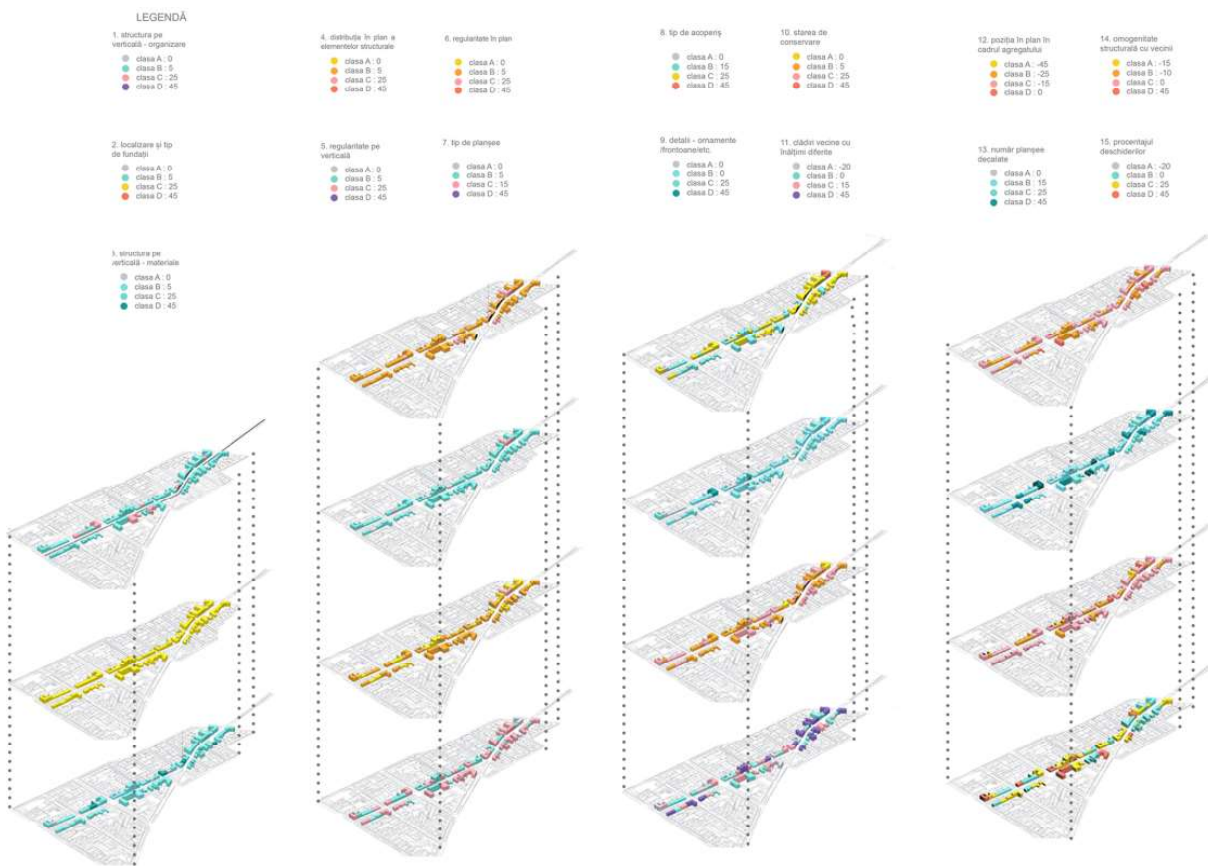 LEGENDĂ
1. structura pe
verticală - organizare
clasa A : 0
clasa B : 5
clasa C : 25
clasa D : 45
2. localizare și tip
de fundații
clasa A : 0
clasa B : 5
clasa C : 25
clasa D : 45
3. structura pe
verticală - materiale
clasa A : 0
clasa B : 5
clasa C : 25
clasa D : 45
4. distribuția în plan a
elementelor structurale
clasa A : 0
clasa B : 5
clasa C : 25
clasa D : 45
5. regularitate pe
verticală
clasa A : 0
clasa B : 5
clasa C : 25
clasa D : 45
6. regularitate în plan
clasa A : 0
clasa B : 5
clasa C : 25
clasa D : 45
7. tip de planșee
clasa A : 0
clasa B : 5
clasa C : 15
clasa D : 45
8. tip de acoperiș
clasa A : 0
clasa B : 15
clasa C : 25
clasa D : 45
9. detalii - ornamente
/frontoane/etc.
clasa A : 0
clasa B : 0
clasa C : 25
clasa D : 45
10. starea de
conservare
clasa A : 0
clasa B : 5
clasa C : 25
clasa D : 45
11. clădiri vecine cu
înălțimi diferite
clasa A : -20
clasa B : 0
clasa C : 15
clasa D : 45
12. poziția în plan în
cadrul agregatului
clasa A : -45
clasa B : -25
clasa C : -15
clasa D : 0
13. număr planșee
decalate
clasa A : 0
clasa B : 15
clasa C : 25
clasa D : 45
14. omogenitate
structurală cu vecinii
clasa A : -15
clasa B : -10
clasa C : 0
clasa D : 45
15. procentajul
deschiderilor
clasa A : -20
clasa B : 0
clasa C : 25
clasa D : 45